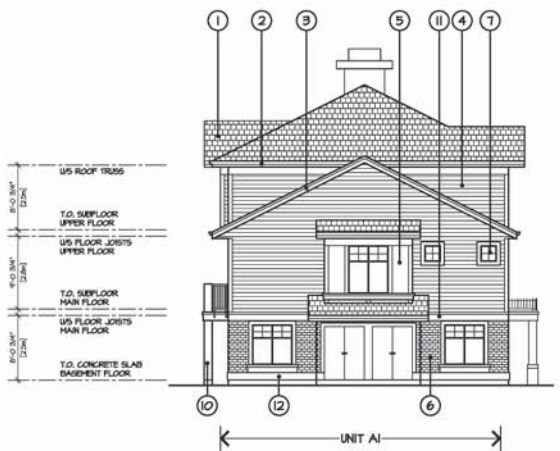 1 2 3 5 11 4 7
U/S ROOF TRUSS
8'-0 3/4"
[2.5m]
T.O. SUBFLOOR
UPPER FLOOR
U/S FLOOR JOISTS
UPPER FLOOR
9'-0 3/4"
[2.8m]
T.O. SUBFLOOR
MAIN FLOOR
U/S FLOOR JOISTS
MAIN FLOOR
8'-0 3/4"
[2.5m]
T.O. CONCRETE SLAB
BASEMENT FLOOR
10 12 6
UNIT A1